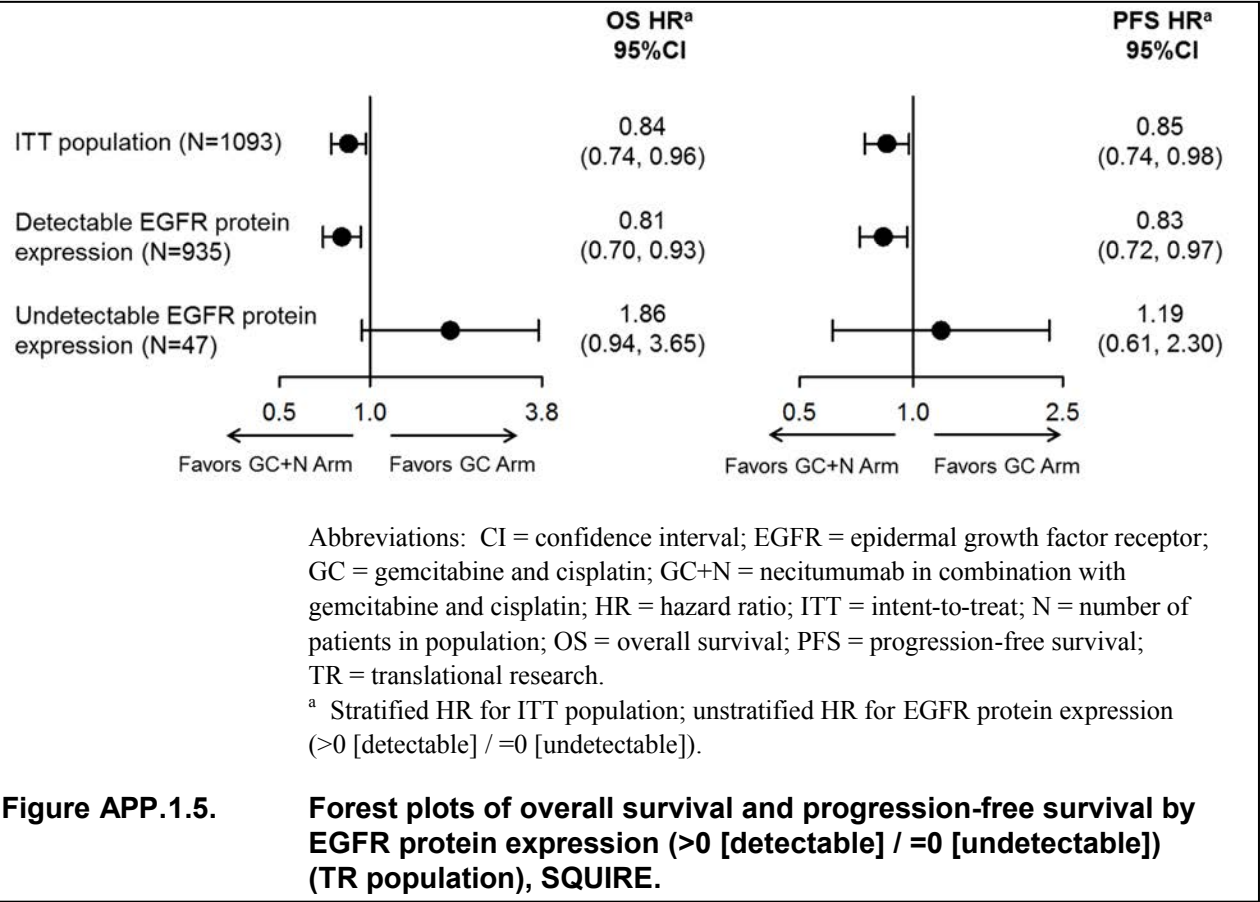 OS HRa
95%CI
PFS HRa
95%CI
ITT population (N=1093)
0.84
(0.74, 0.96)
0.85
(0.74, 0.98)
Detectable EGFR protein
expression (N=935)
0.81
(0.70, 0.93)
0.83
(0.72, 0.97)
Undetectable EGFR protein
expression (N=47)
1.86
(0.94, 3.65)
1.19
(0.61, 2.30)
0.5 1.0 3.8
Favors GC+N Arm Favors GC Arm
0.5 1.0 2.5
Favors GC+N Arm Favors GC Arm
Abbreviations: CI = confidence interval; EGFR = epidermal growth factor receptor;
GC = gemcitabine and cisplatin; GC+N = necitumumab in combination with
gemcitabine and cisplatin; HR = hazard ratio; ITT = intent-to-treat; N = number of
patients in population; OS = overall survival; PFS = progression-free survival;
TR = translational research.
a Stratified HR for ITT population; unstratified HR for EGFR protein expression
(>0 [detectable] / =0 [undetectable]).
Figure APP.1.5. Forest plots of overall survival and progression-free survival by
EGFR protein expression (>0 [detectable] / =0 [undetectable])
(TR population), SQUIRE.